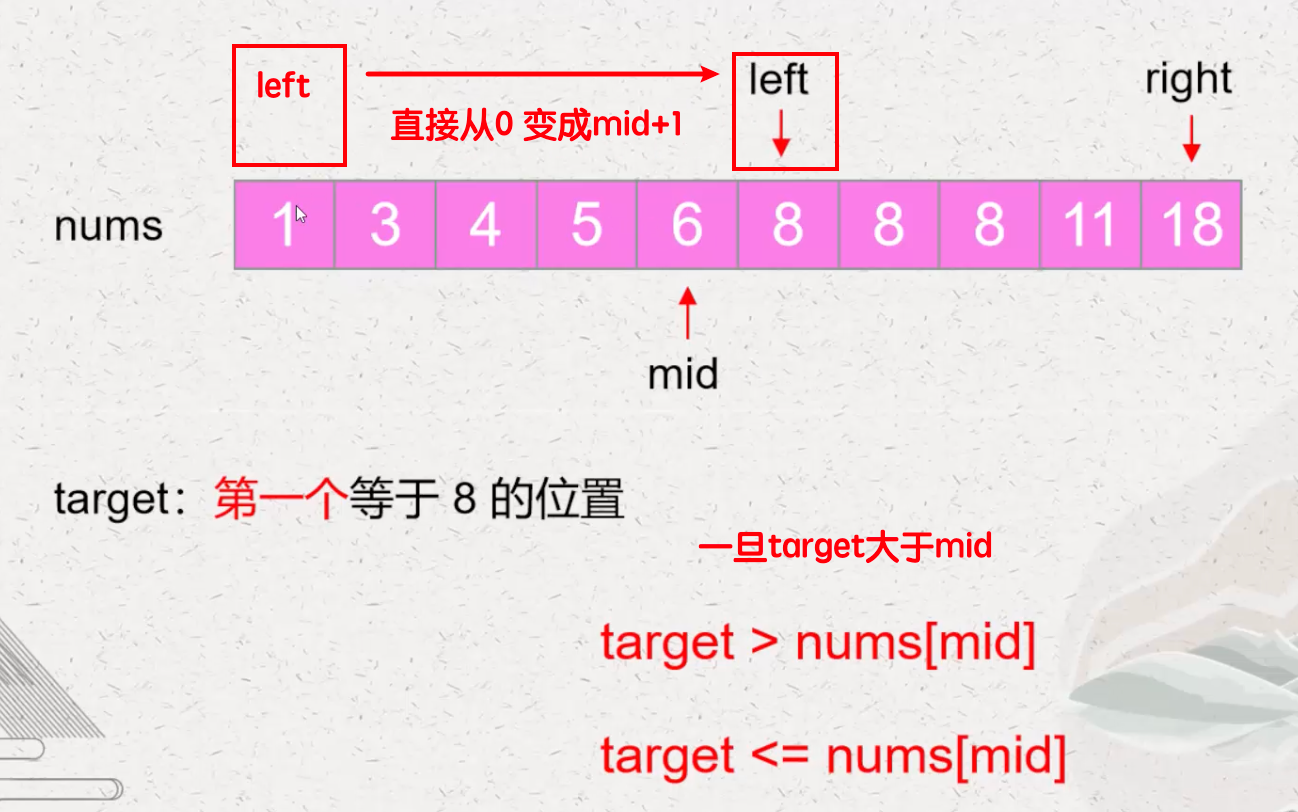 left
left
right
直接从0 变成mid+1
nums 1 3 4 5 6 8 8 8 11 18
mid
target：第一个等于 8 的位置
一旦target大于mid
target > nums[mid]
target <= nums[mid]